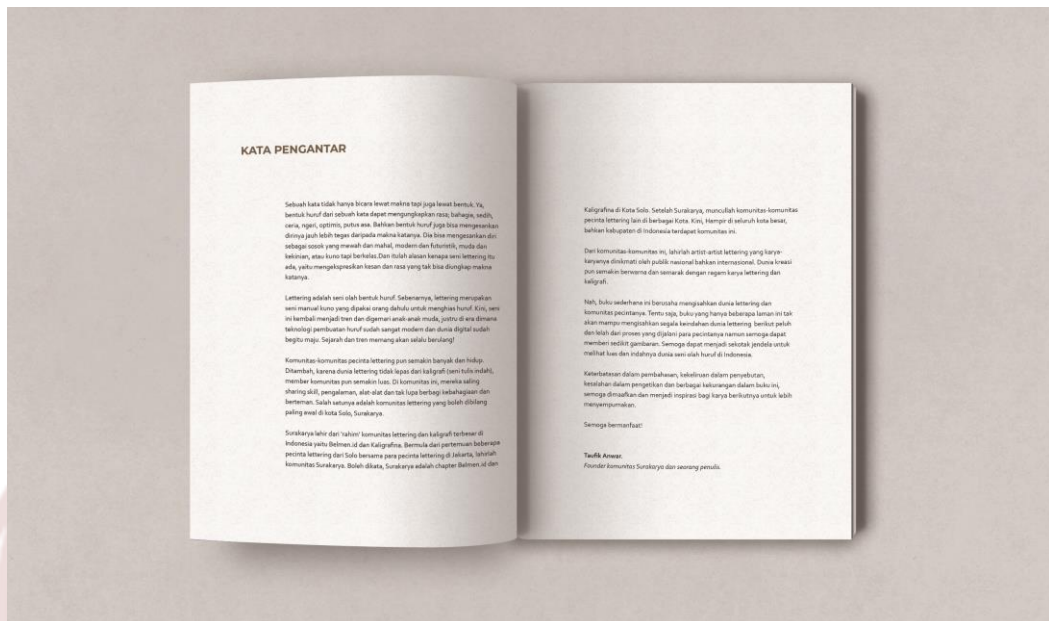 KATA PENGANTAR
Sebuah kata tidak hanya bicara lewat makna tapi juga lewat bentuk. Ya,
bentuk huruf dari sebuah kata dapat mengungkapkan rasa; bahagia, sedih,
ceria, ngeri, optimis, putus asa. Bahkan bentuk huruf juga bisa mengesankan
dirinya jauh lebih tegas daripada makna katanya. Dia bisa mengesankan diri
sebagai sosok yang mewah dan mahal, modern dan futuristik, muda dan
kekinian, atau kuno tapi berkelas. Dan itulah alasan kenapa seni lettering itu
ada, yaitu mengekspresikan kesan dan rasa yang tak bisa diungkap makna
katanya.
Lettering adalah seni olah bentuk huruf. Sebenarnya, lettering merupakan
seni manual kuno yang dipakai orang dahulu untuk menghias huruf. Kini, seni
ini kembali menjadi tren dan digemari anak-anak muda, justru di era dimana
teknologi pembuatan huruf sudah sangat modern dan dunia digital sudah
begitu maju. Sejarah dan tren memang akan selalu berulang!
Komunitas-komunitas pecinta lettering pun semakin banyak dan hidup.
Ditambah, karena dunia lettering tidak lepas dari kaligrafi (seni tulis indah),
member komunitas pun semakin luas. Di komunitas ini, mereka saling
sharing skill, pengalaman, alat-alat dan tak lupa berbagi kebahagiaan dan
berteman. Salah satunya adalah komunitas lettering yang boleh dibilang
paling awal di kota Solo, Surakarya.
Surakarya lahir dari 'rahim' komunitas lettering dan kaligrafi terbesar di
Indonesia yaitu Belmen.id dan Kaligrafina. Bermula dari pertemuan beberapa
pecinta lettering dari Solo bersama para pecinta lettering di Jakarta, lahirlah
komunitas Surakarya. Boleh dikata, Surakarya adalah chapter Belmen.id dan
Kaligrafina di Kota Solo. Setelah Surakarya, muncullah komunitas-komunitas
pecinta lettering lain di berbagai Kota. Kini, Hampir di seluruh kota besar,
bahkan kabupaten di Indonesia terdapat komunitas ini.
Dari komunitas-komunitas ini, lahirlah artist-artist lettering yang karya-
karyanya dinikmati oleh publik nasional bahkan internasional. Dunia kreasi
pun semakin berwarna dan semarak dengan ragam karya lettering dan
kaligrafi.
Nah, buku sederhana ini berusaha mengisahkan dunia lettering dan
komunitas pecintanya. Tentu saja, buku yang hanya beberapa laman ini tak
akan mampu mengisahkan segala keindahan dunia lettering berikut peluh
dan lelah dari proses yang dijalani para pecintanya namun semoga dapat
memberi sedikit gambaran. Semoga dapat menjadi sekotak jendela untuk
melihat luas dan indahnya dunia seni olah huruf di Indonesia.
Keterbatasan dalam pembahasan, kekeliruan dalam penyebutan,
kesalahan dalam pengetikan dan berbagai kekurangan dalam buku ini,
semoga dimaafkan dan menjadi inspirasi bagi karya berikutnya untuk lebih
menyempurnakan.
Semoga bermanfaat!
Taufik Anwar.
Founder komunitas Surakarya dan seorang penulis.